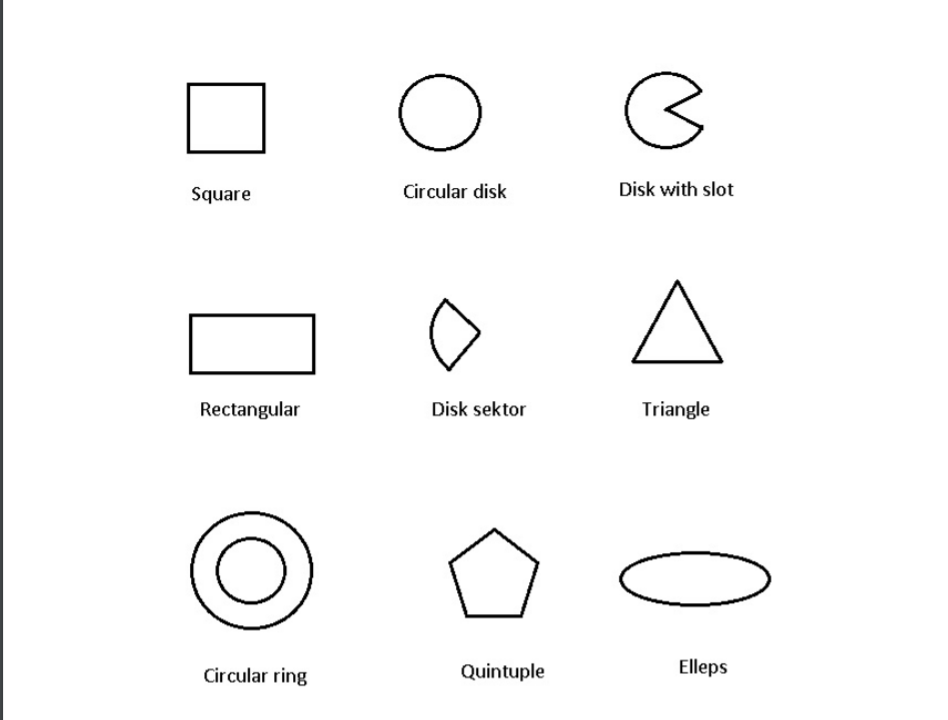 Square
Circular disk
Disk with slot
Rectangular
Disk sektor
Triangle
Circular ring
Quintuple
Elleps